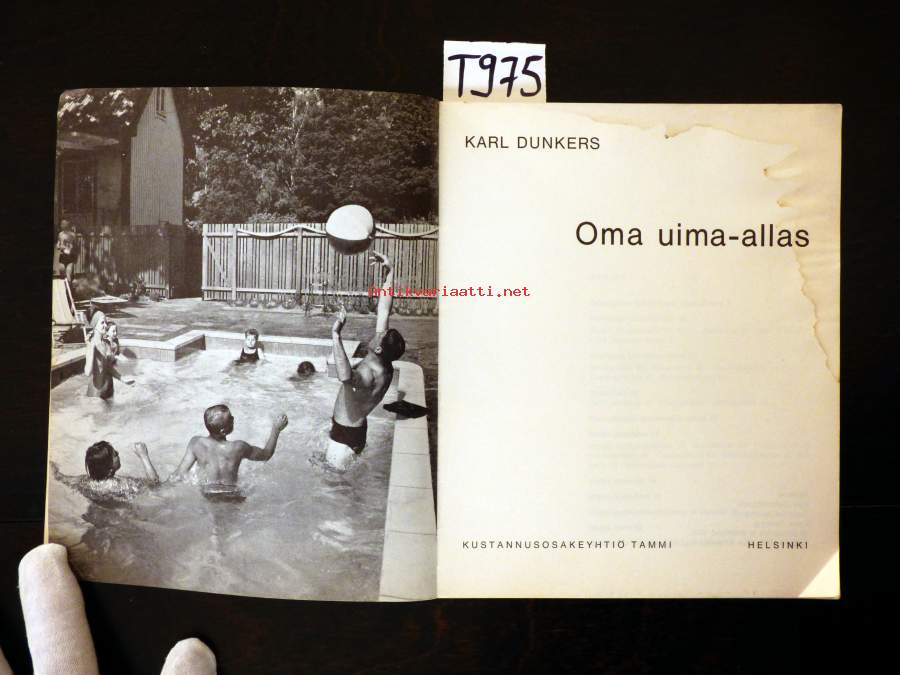 T975
KARL DUNKERS
Oma uima-allas
Antikvariaatti.net
KUSTANNUSOSAKEYHTIÖ TAMMI HELSINKI